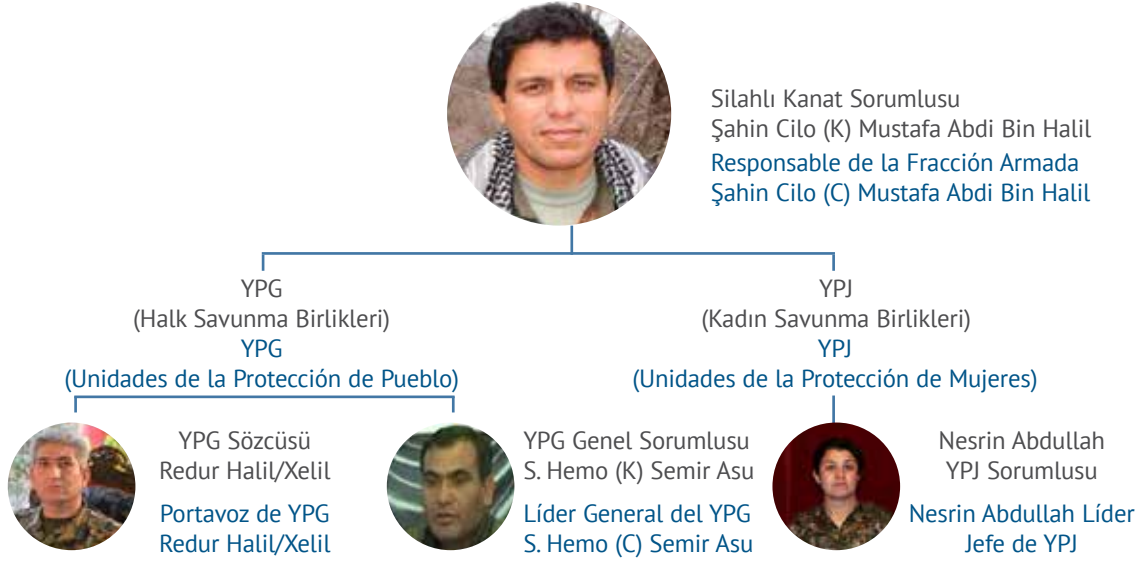 Silahlı Kanat Sorumlusu
Şahin Cilo (K) Mustafa Abdi Bin Halil
Responsable de la Fracción Armada
Şahin Cilo (C) Mustafa Abdi Bin Halil
YPG
(Halk Savunma Birlikleri)
YPG
(Unidades de la Protección de Pueblo)
YPJ
(Kadın Savunma Birlikleri)
YPJ
(Unidades de la Protección de Mujeres)
YPG Sözcüsü
Redur Halil/Xelil
Portavoz de YPG
Redur Halil/Xelil
YPG Genel Sorumlusu
S. Hemo (K) Semir Asu
Líder General del YPG
S. Hemo (C) Semir Asu
Nesrin Abdullah
YPJ Sorumlusu
Nesrin Abdullah Líder
Jefe de YPJ